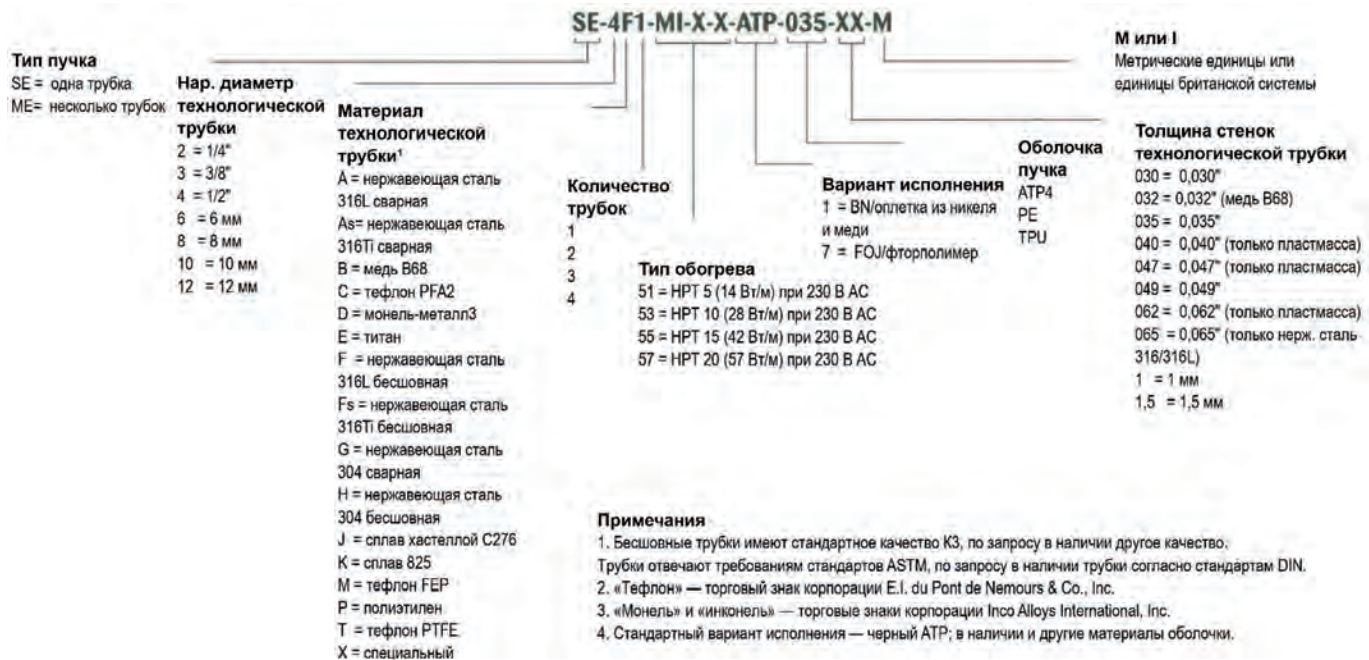 SE-4F1-MI-X-X-ATP-035-XX-M
Тип пучка
SE = одна трубка
ME= несколько трубок
Нар. диаметр
технологической
трубки
2 = 1/4"
3 = 3/8"
4 = 1/2"
6 = 6 мм
8 = 8 мм
10 = 10 мм
12 = 12 мм
Материал
технологической
трубки¹
A = нержавеющая сталь
316L сварная
As= нержавеющая сталь
316Ti сварная
B = медь B68
C = тефлон PFA2
D = монель-металл3
E = титан
F = нержавеющая сталь
316L бесшовная
Fs = нержавеющая сталь
316Ti бесшовная
G = нержавеющая сталь
304 сварная
H = нержавеющая сталь
304 бесшовная
J = сплав хастеллой C276
K = сплав 825
M = тефлон FEP
P = полиэтилен
T = тефлон PTFE
X = специальный
Количество
трубок
1
2
3
4
Тип обогрева
51 = HPT 5 (14 Вт/м) при 230 В AC
53 = HPT 10 (28 Вт/м) при 230 В AC
55 = HPT 15 (42 Вт/м) при 230 В AC
57 = HPT 20 (57 Вт/м) при 230 В AC
Вариант исполнения
1 = BN/оплетка из никеля
и меди
7 = FOJ/фторполимер
Оболочка
пучка
ATP4
PE
TPU
М или I
Метрические единицы или
единицы британской системы
Толщина стенок
технологической трубки
030 = 0,030"
032 = 0,032" (медь B68)
035 = 0,035"
040 = 0,040" (только пластмасса)
047 = 0,047" (только пластмасса)
049 = 0,049"
062 = 0,062" (только пластмасса)
065 = 0,065" (только нерж. сталь
316/316L)
1 = 1 мм
1,5 = 1,5 мм
Примечания
1. Бесшовные трубки имеют стандартное качество К3, по запросу в наличии другое качество.
Трубки отвечают требованиям стандартов ASTM, по запросу в наличии трубки согласно стандартам DIN.
2. «Тефлон» — торговый знак корпорации E.I. du Pont de Nemours & Co., Inc.
3. «Монель» и «инконель» — торговые знаки корпорации Inco Alloys International, Inc.
4. Стандартный вариант исполнения — черный ATP; в наличии и другие материалы оболочки.